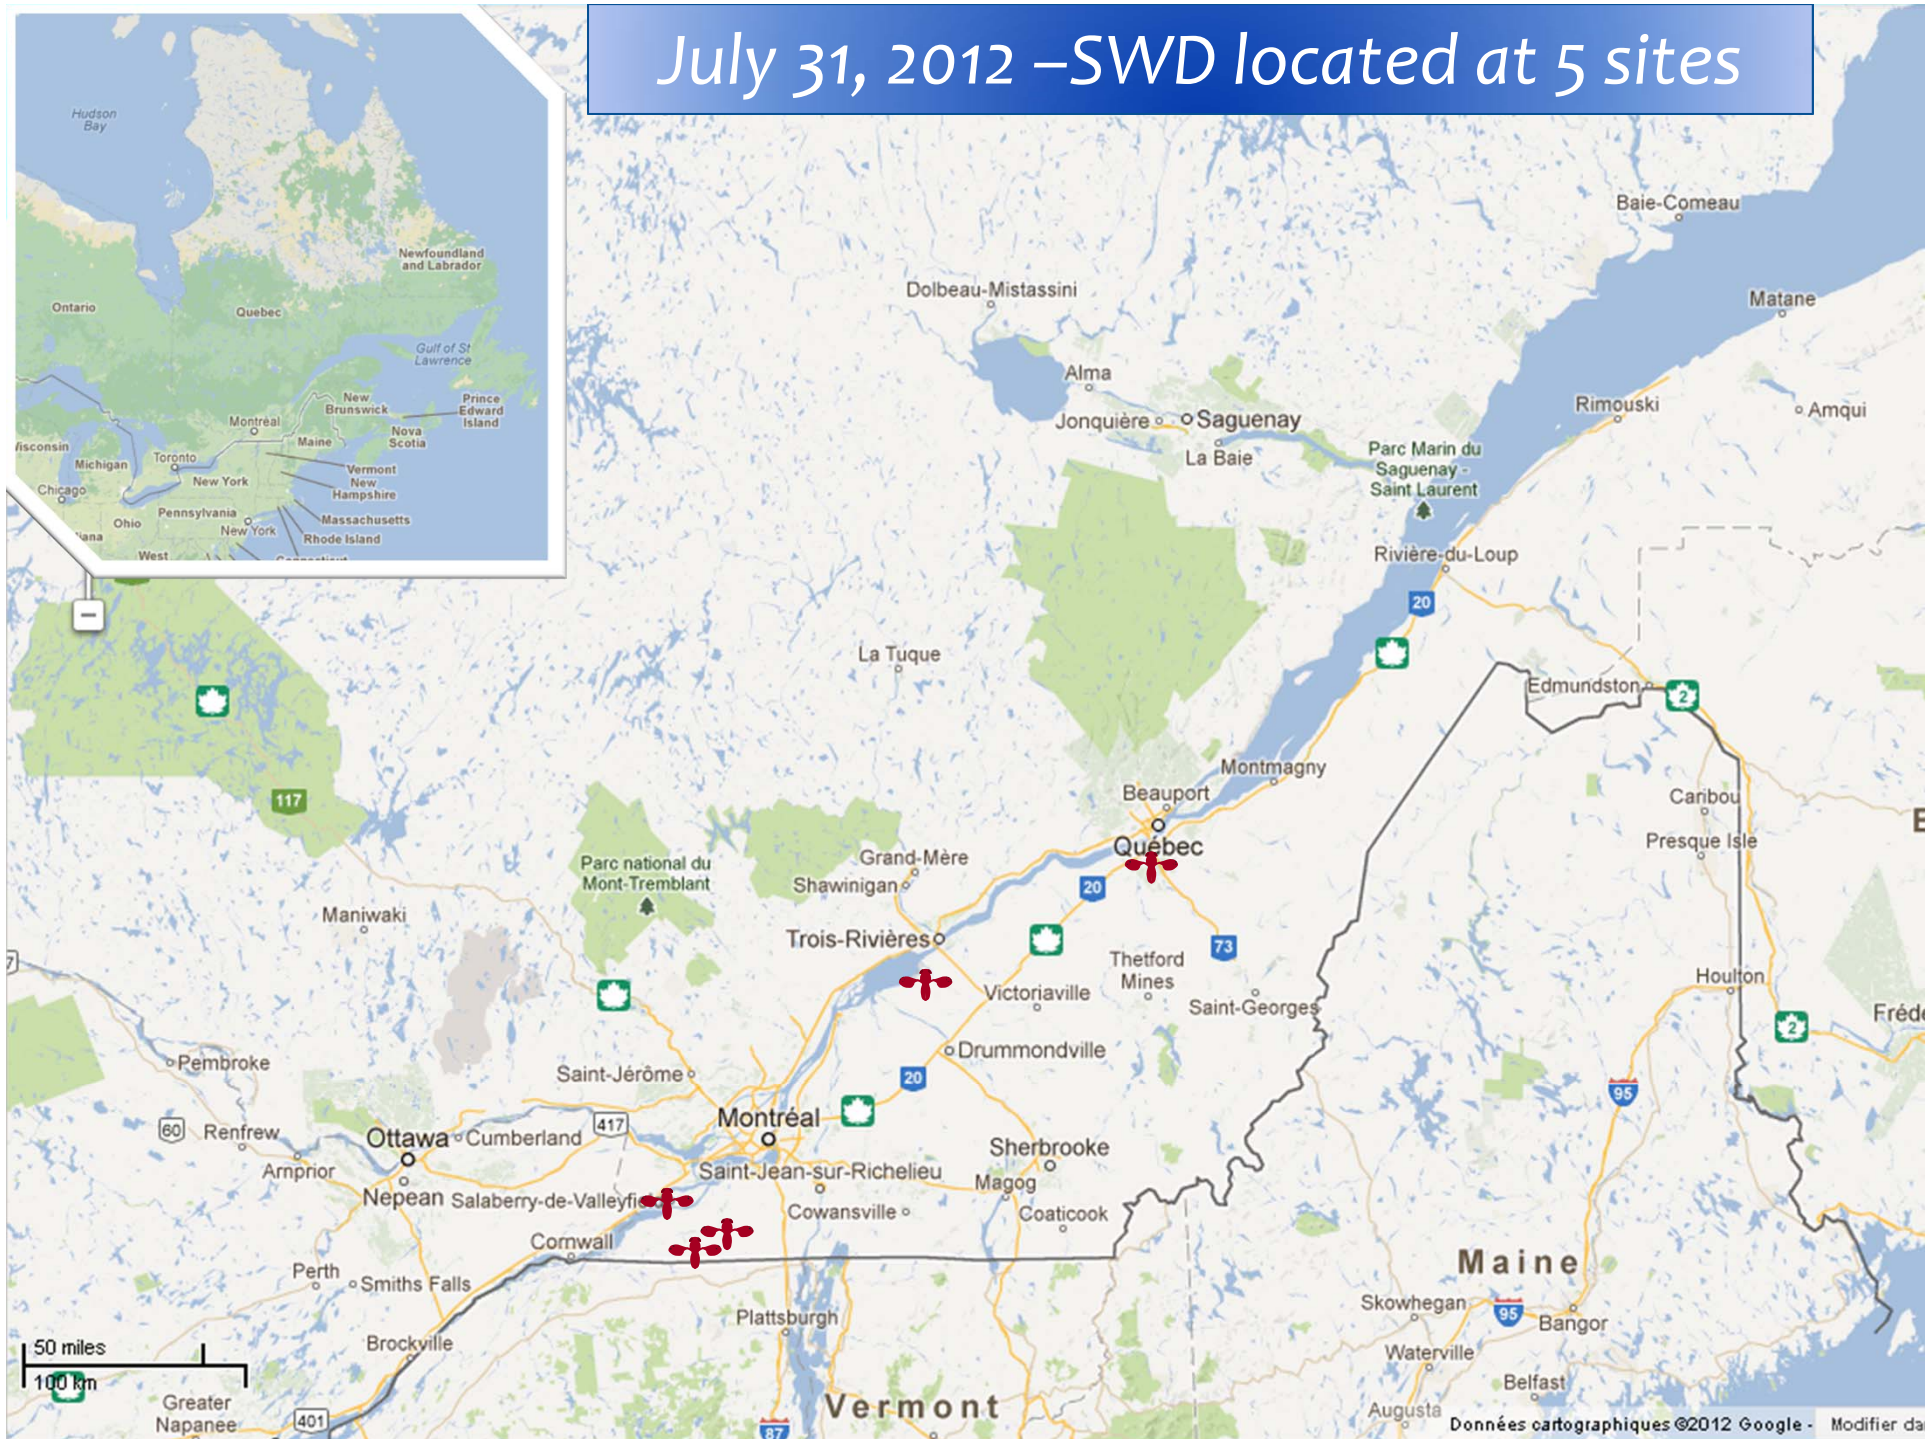 July 31, 2012 –SWD located at 5 sites
Hudson
Bay
Newfoundland
and Labrador
Ontario
Quebec
Gulf of St
Lawrence
New
Brunswick
Prince
Edward
Island
Montréal
Maine
Nova
Scotia
Michigan
Toronto
Vermont
New
Hampshire
New York
Chicago
Pennsylvania
Massachusetts
Ohio
New York
Rhode Island
West
Baie-Comeau
Dolbeau-Mistassini
Matane
Alma
Rimouski
Amqui
Jonquière
Saguenay
La Baie
Parc Marin du
Saguenay -
Saint Laurent
Rivière-du-Loup
20
La Tuque
Edmundston
2
117
Montmagny
Beauport
Caribou
Québec
Presque Isle
Parc national du
Mont-Tremblant
Grand-Mère
Shawinigan
20
Maniwaki
Trois-Rivières
73
Thetford
Mines
Houlton
Victoriaville
Saint-Georges
2
Drummondville
Pembroke
Saint-Jérôme
20
95
60
Renfrew
Ottawa
Cumberland
417
Montréal
Arnprior
Sherbrooke
Saint-Jean-sur-Richelieu
Nepean
Salaberry-de-Valleyfie
Magog
Cowansville
Coaticook
Cornwall
Maine
Perth
Smiths Falls
Skowhegan
95
Bangor
Plattsburgh
Brockville
50 miles
100 km
Waterville
Belfast
Greater
Napanee
401
Vermont
87
Augusta
Données cartographiques ©2012 Google -
Modifier da